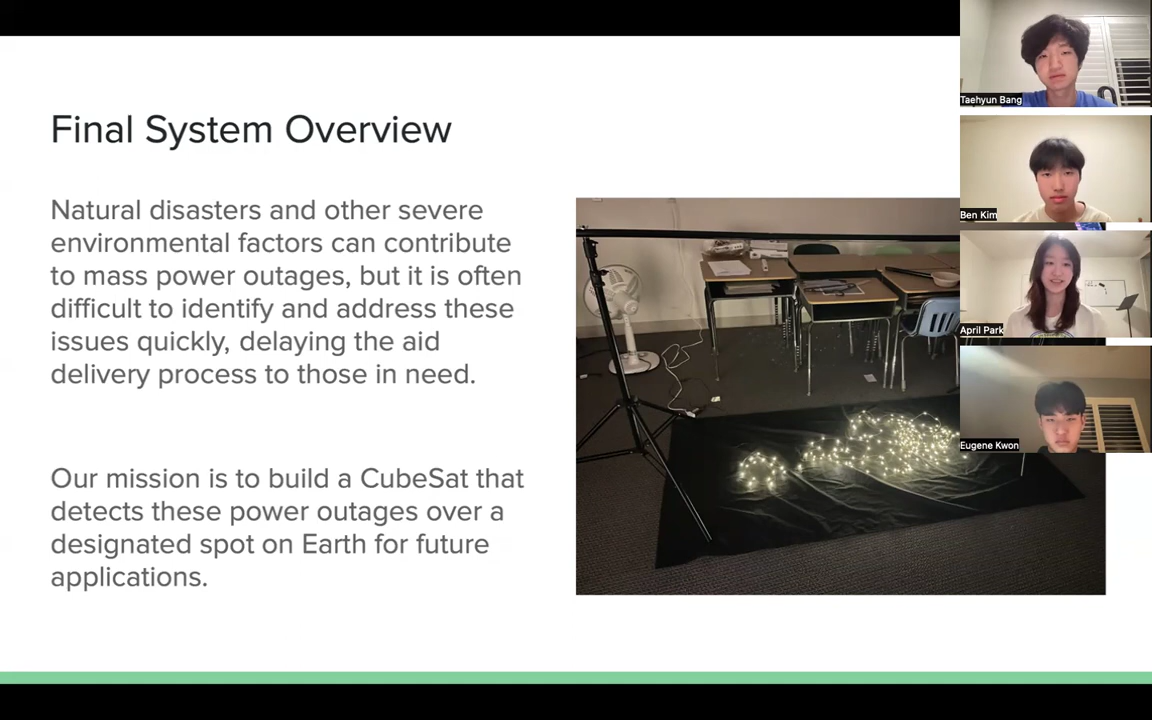 Final System Overview
Natural disasters and other severe
environmental factors can contribute
to mass power outages, but it is often
difficult to identify and address these
issues quickly, delaying the aid
delivery process to those in need.
Our mission is to build a CubeSat that
detects these power outages over a
designated spot on Earth for future
applications.
Taehyun Bang
Ben Kim
April Park
Eugene Kwon